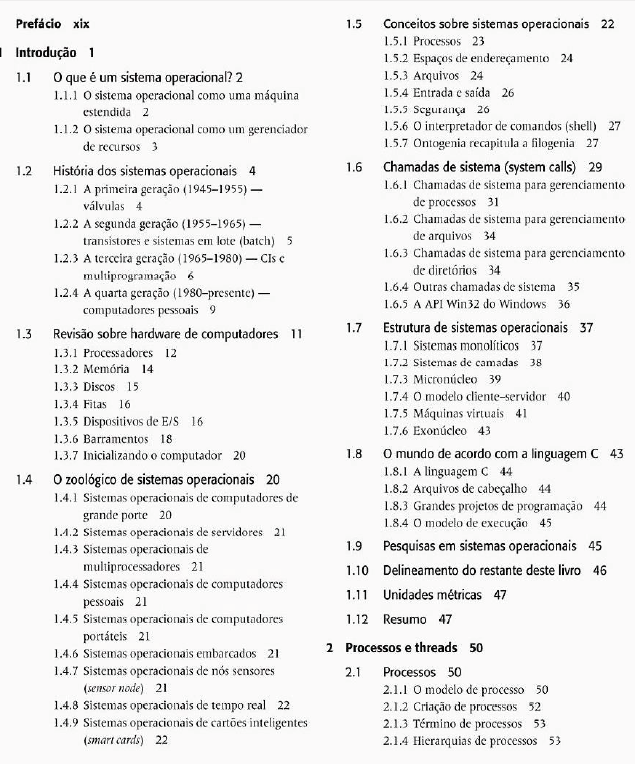 Prefácio xix
1 Introdução 1
1.1 O que é um sistema operacional? 2
1.1.1 O sistema operacional como uma máquina
estendida 2
1.1.2 O sistema operacional como um gerenciador
de recursos 3
1.2 História dos sistemas operacionais 4
1.2.1 A primeira geração (1945–1955) —
válvulas 4
1.2.2 A segunda geração (1955–1965) —
transistores e sistemas em lote (batch) 5
1.2.3 A terceira geração (1965–1980) — CIs e
multiprogramação 6
1.2.4 A quarta geração (1980–presente) —
computadores pessoais 9
1.3 Revisão sobre hardware de computadores 11
1.3.1 Processadores 12
1.3.2 Memória 14
1.3.3 Discos 15
1.3.4 Fitas 16
1.3.5 Dispositivos de E/S 16
1.3.6 Barramentos 18
1.3.7 Inicializando o computador 20
1.4 O zoológico de sistemas operacionais 20
1.4.1 Sistemas operacionais de computadores de
grande porte 20
1.4.2 Sistemas operacionais de servidores 21
1.4.3 Sistemas operacionais de
multiprocessadores 21
1.4.4 Sistemas operacionais de computadores
pessoais 21
1.4.5 Sistemas operacionais de computadores
portáteis 21
1.4.6 Sistemas operacionais embarcados 21
1.4.7 Sistemas operacionais de nós sensores
(sensor node) 21
1.4.8 Sistemas operacionais de tempo real 22
1.4.9 Sistemas operacionais de cartões inteligentes
(smart cards) 22
1.5 Conceitos sobre sistemas operacionais 22
1.5.1 Processos 23
1.5.2 Espaços de endereçamento 24
1.5.3 Arquivos 24
1.5.4 Entrada e saída 26
1.5.5 Segurança 26
1.5.6 O interpretador de comandos (shell) 27
1.5.7 Ontogenia recapitula a filogenia 27
1.6 Chamadas de sistema (system calls) 29
1.6.1 Chamadas de sistema para gerenciamento
de processos 31
1.6.2 Chamadas de sistema para gerenciamento
de arquivos 34
1.6.3 Chamadas de sistema para gerenciamento
de diretórios 34
1.6.4 Outras chamadas de sistema 35
1.6.5 A API Win32 do Windows 36
1.7 Estrutura de sistemas operacionais 37
1.7.1 Sistemas monolíticos 37
1.7.2 Sistemas de camadas 38
1.7.3 Micronúcleo 39
1.7.4 O modelo cliente–servidor 40
1.7.5 Máquinas virtuais 41
1.7.6 Exonúcleo 43
1.8 O mundo de acordo com a linguagem C 43
1.8.1 A linguagem C 44
1.8.2 Arquivos de cabeçalho 44
1.8.3 Grandes projetos de programação 44
1.8.4 O modelo de execução 45
1.9 Pesquisas em sistemas operacionais 45
1.10 Delineamento do restante deste livro 46
1.11 Unidades métricas 47
1.12 Resumo 47
2 Processos e threads 50
2.1 Processos 50
2.1.1 O modelo de processo 50
2.1.2 Criação de processos 52
2.1.3 Término de processos 53
2.1.4 Hierarquias de processos 53